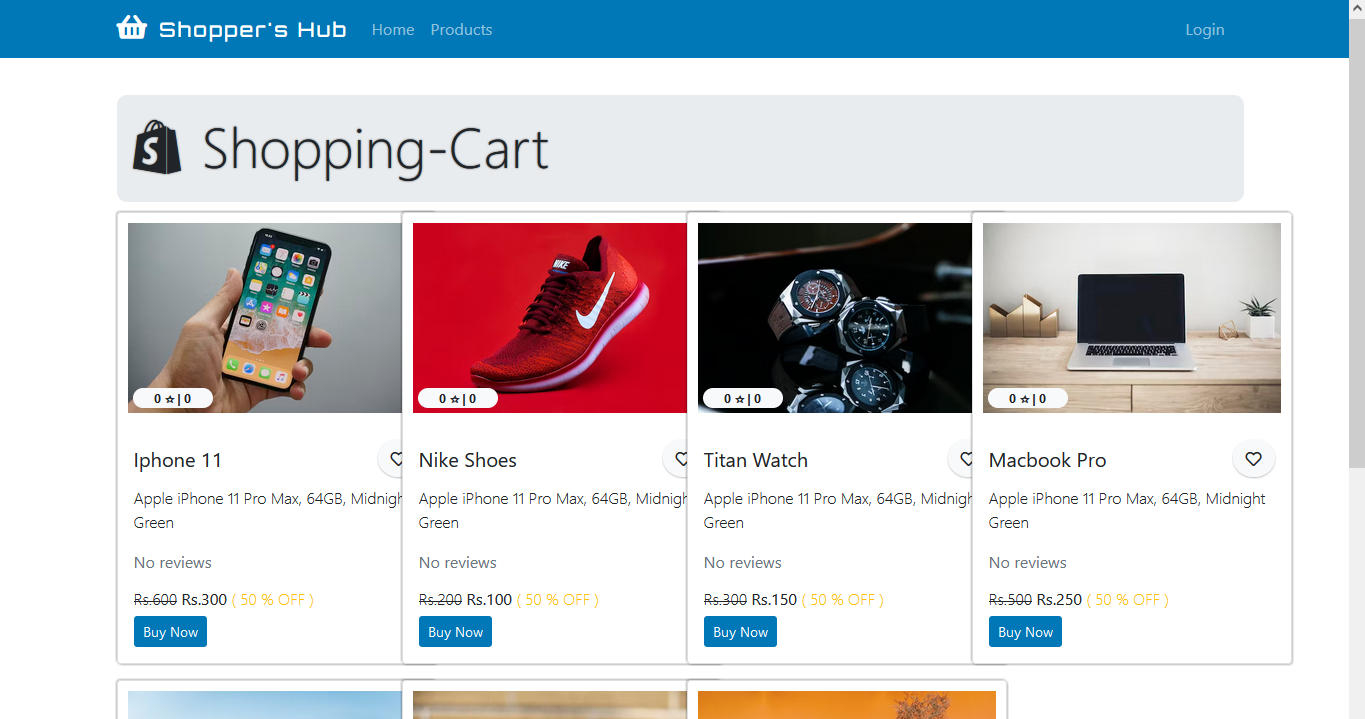 Shopper's Hub Home Products Login
Shopping-Cart
NIKE
0 ☆ | 0 0 ☆ | 0 0 ☆ | 0 0 ☆ | 0
Iphone 11 Nike Shoes Titan Watch Macbook Pro
Apple iPhone 11 Pro Max, 64GB, Midnigh
Green
Apple iPhone 11 Pro Max, 64GB, Midnigh
Green
Apple iPhone 11 Pro Max, 64GB, Midnigh
Green
Apple iPhone 11 Pro Max, 64GB, Midnight
Green
No reviews No reviews No reviews No reviews
Rs.600 Rs.300 ( 50 % OFF ) Rs.200 Rs.100 ( 50 % OFF ) Rs.300 Rs.150 ( 50 % OFF ) Rs.500 Rs.250 ( 50 % OFF )
Buy Now Buy Now Buy Now Buy Now